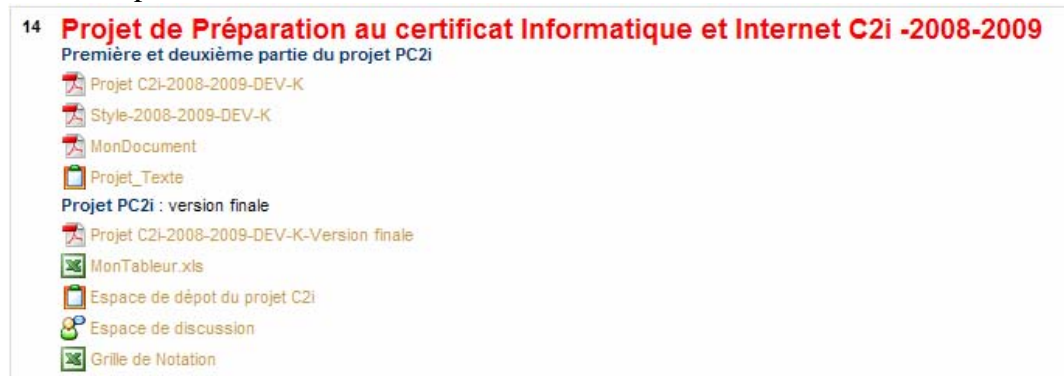 14 Projet de Préparation au certificat Informatique et Internet C2i -2008-2009
Première et deuxième partie du projet PC2i
Projet C2i-2008-2009-DEV-K
Style-2008-2009-DEV-K
MonDocument
Projet_Texte
Projet PC2i : version finale
Projet C2i-2008-2009-DEV-K-Version finale
MonTableur.xls
Espace de dépot du projet C2i
Espace de discussion
Grille de Notation